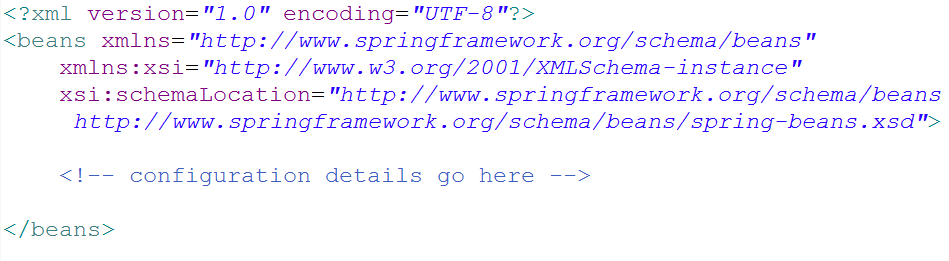 <?xml version="1.0" encoding="UTF-8"?>
<beans xmlns="http://www.springframework.org/schema/beans"
    xmlns:xsi="http://www.w3.org/2001/XMLSchema-instance"
    xsi:schemaLocation="http://www.springframework.org/schema/beans
     http://www.springframework.org/schema/beans/spring-beans.xsd">
    <!-- configuration details go here -->
</beans>